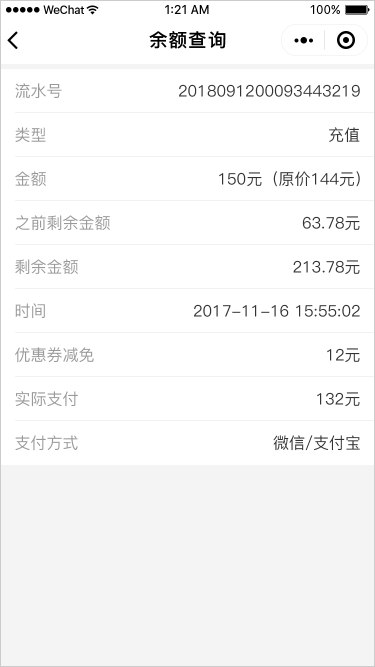 WeChat 1:21 AM 100%
余额查询
流水号 2018091200093443219
类型 充值
金额 150元（原价144元）
之前剩余金额 63.78元
剩余金额 213.78元
时间 2017-11-16 15:55:02
优惠券减免 12元
实际支付 132元
支付方式 微信/支付宝